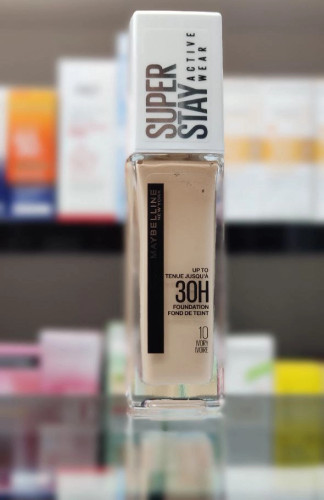 SUPER
STAY
ACTIVE
WEAR
MAYBELLINE
NEW YORK
UP TO
TENUE JUSQU'À
30H
FOUNDATION
FOND DE TEINT
10
IVORY
IVOIRE